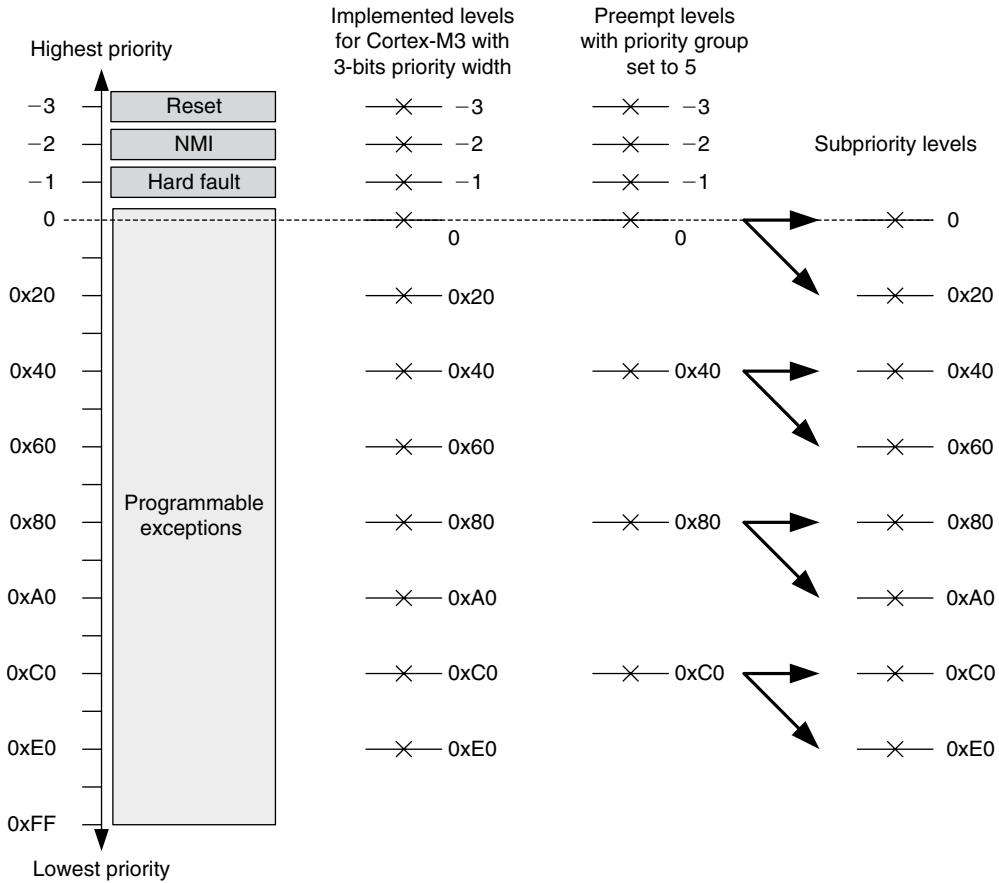 Implemented levels
for Cortex-M3 with
3-bits priority width
Preempt levels
with priority group
set to 5
Highest priority
−3 Reset −3 −3
−2 NMI −2 −2 Subpriority levels
−1 Hard fault −1 −1
0 0 0 0
0x20 0x20 0x20
0x40 0x40 0x40 0x40
0x60 0x60 0x60
Programmable
exceptions
0x80 0x80 0x80 0x80
0xA0 0xA0 0xA0
0xC0 0xC0 0xC0 0xC0
0xE0 0xE0 0xE0
0xFF
Lowest priority